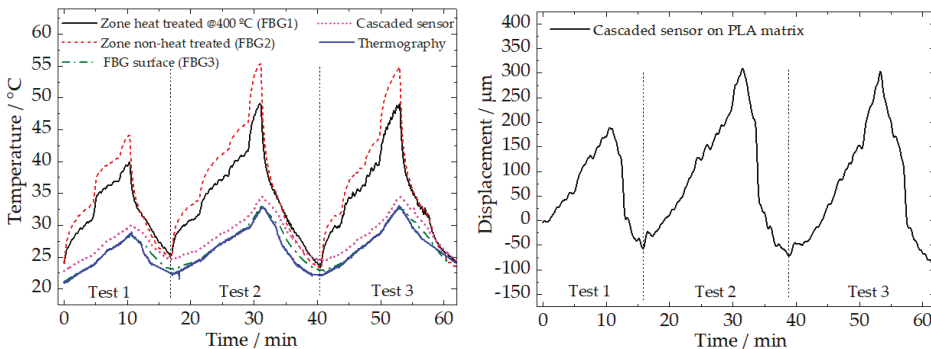 Zone heat treated @400 ºC (FBG1)
Zone non-heat treated (FBG2)
FBG surface (FBG3)
Cascaded sensor
Thermography
Temperature / °C
60
55
50
45
40
35
30
25
20
Test 1
Test 2
Test 3
0
10
20
30
40
50
60
Time / min
Cascaded sensor on PLA matrix
Displacement / µm
350
300
250
200
150
100
50
0
-50
-100
-150
Test 1
Test 2
Test 3
0
10
20
30
40
50
60
Time / min